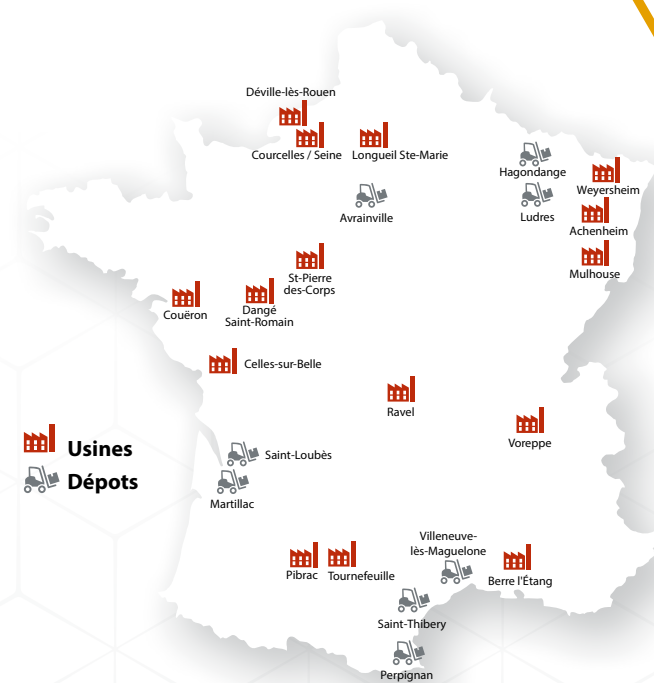 Déville-lès-Rouen
Courcelles / Seine
Longueil Ste-Marie
Hagondange
Weyersheim
Avrainville
Ludres
Achenheim
Mulhouse
St-Pierre
des-Corps
Couëron
Dangé
Saint-Romain
Celles-sur-Belle
Ravel
Voreppe
Usines
Dépots
Saint-Loubès
Martillac
Villeneuve-
lès-Maguelone
Pibrac
Tournefeuille
Berre l'Étang
Saint-Thibery
Perpignan